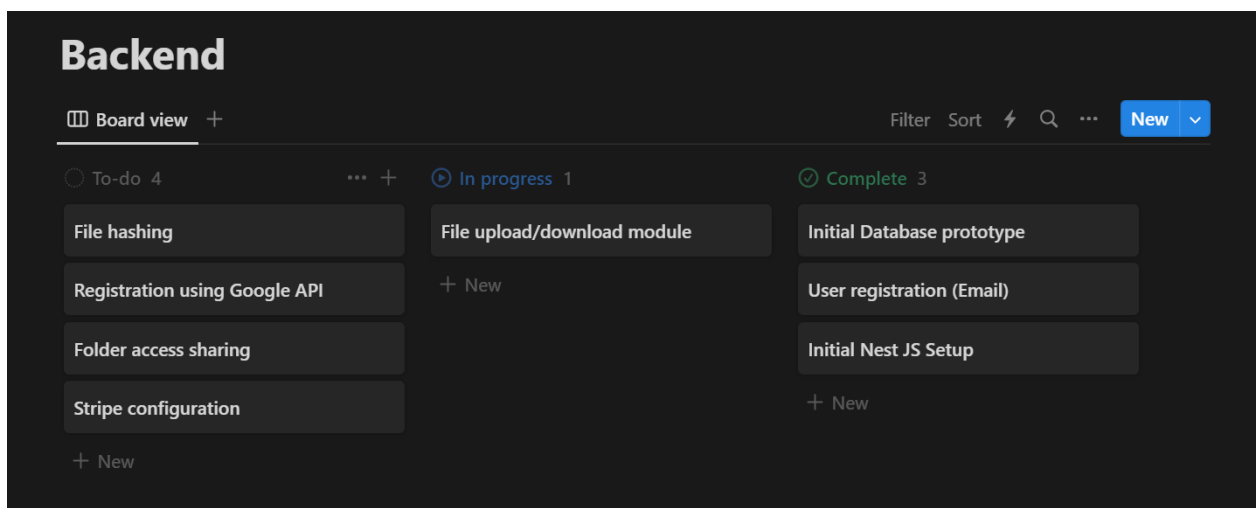 Backend
Board view
Filter Sort New
To-do 4
File hashing
Registration using Google API
Folder access sharing
Stripe configuration
New
In progress 1
File upload/download module
New
Complete 3
Initial Database prototype
User registration (Email)
Initial Nest JS Setup
New